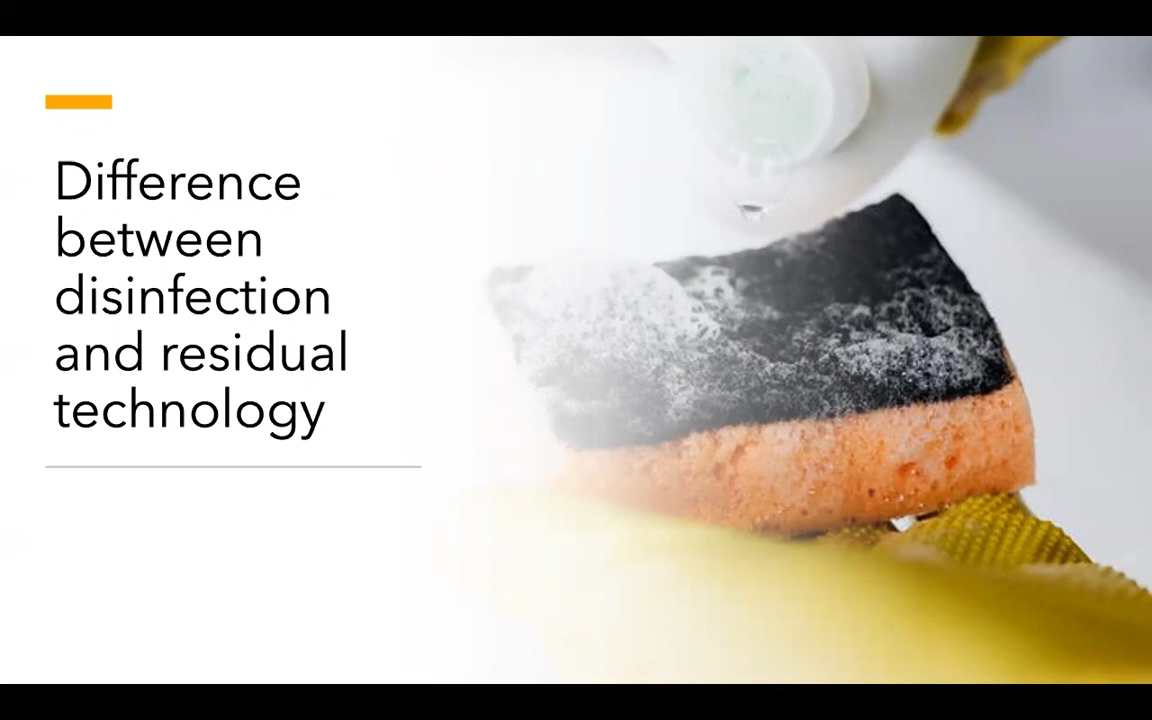 Difference
between
disinfection
and residual
technology